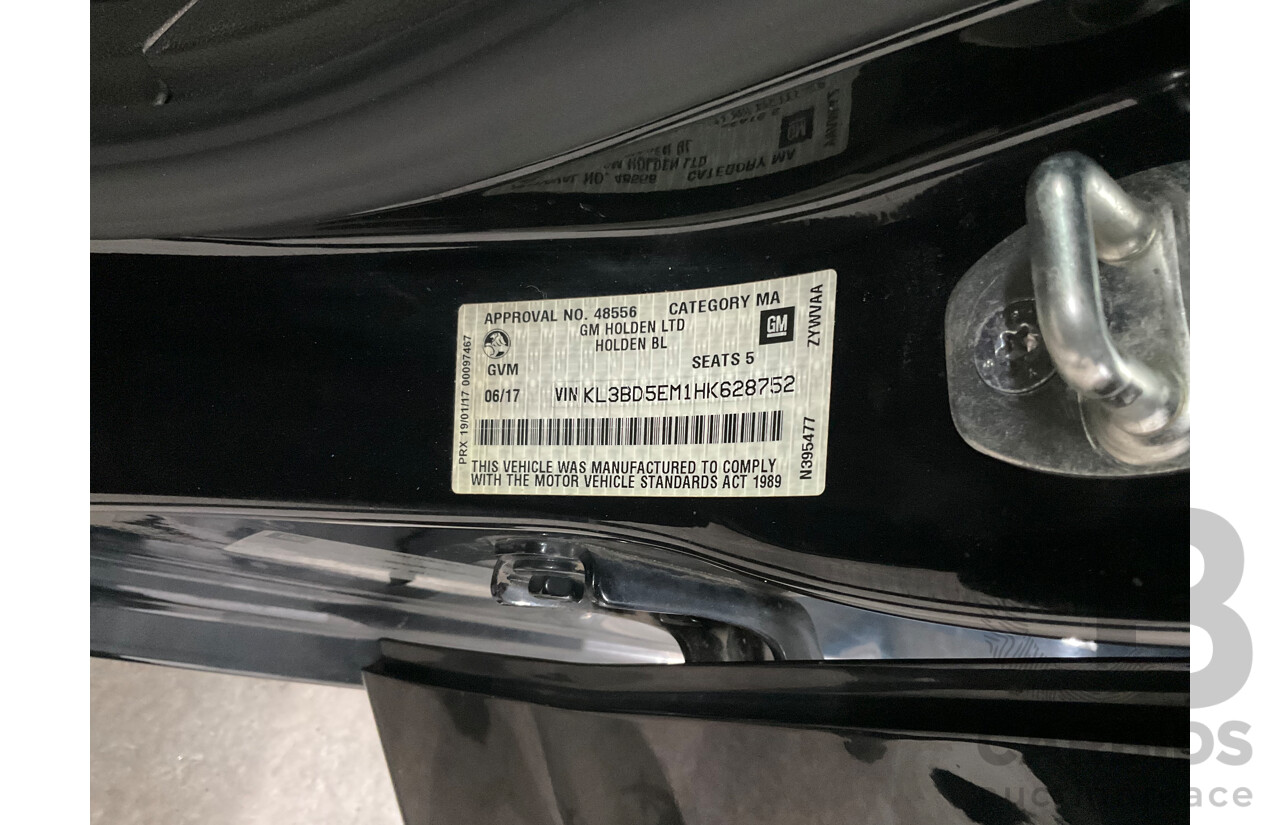 APPROVAL NO. 48556 CATEGORY MA
GM HOLDEN LTD
HOLDEN BL
GM
GVM
SEATS 5
06/17 VIN KL3BD5EM1HK628752
THIS VEHICLE WAS MANUFACTURED TO COMPLY
WITH THE MOTOR VEHICLE STANDARDS ACT 1989
PRX 19/01/17 00097467
N395477 ZYWVAA